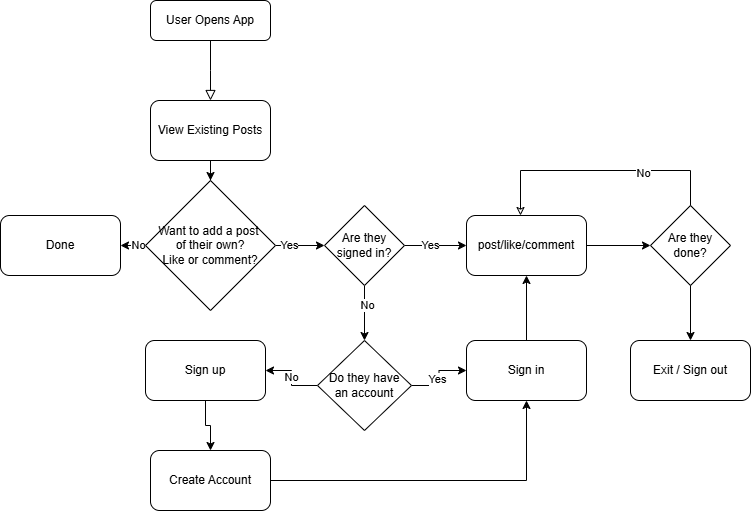 User Opens App
View Existing Posts
Want to add a post
of their own?
Like or comment?
No
Done
Yes
Are they
signed in?
Yes
post/like/comment
No
Are they
done?
No
Sign up
No
Do they have
an account
Yes
Sign in
Exit / Sign out
Create Account